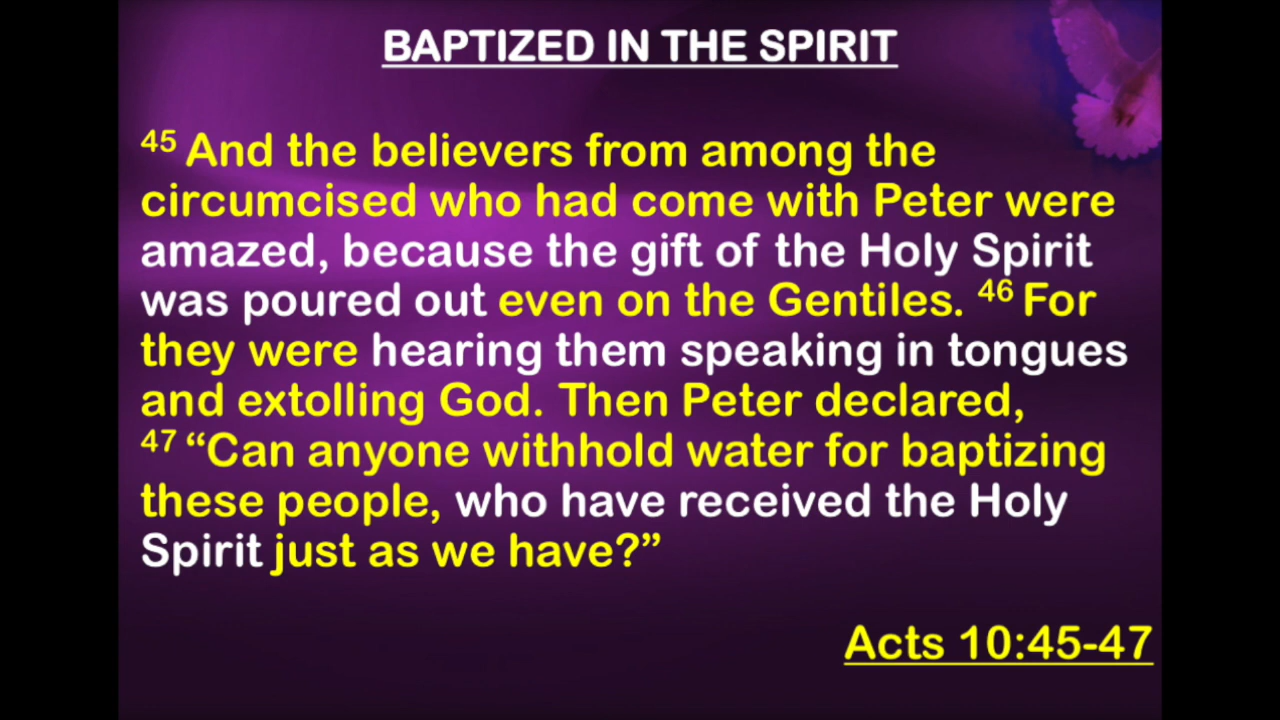 BAPTIZED IN THE SPIRIT
45 And the believers from among the
circumcised who had come with Peter were
amazed, because the gift of the Holy Spirit
was poured out even on the Gentiles. 46 For
they were hearing them speaking in tongues
and extolling God. Then Peter declared,
47 “Can anyone withhold water for baptizing
these people, who have received the Holy
Spirit just as we have?”
Acts 10:45-47